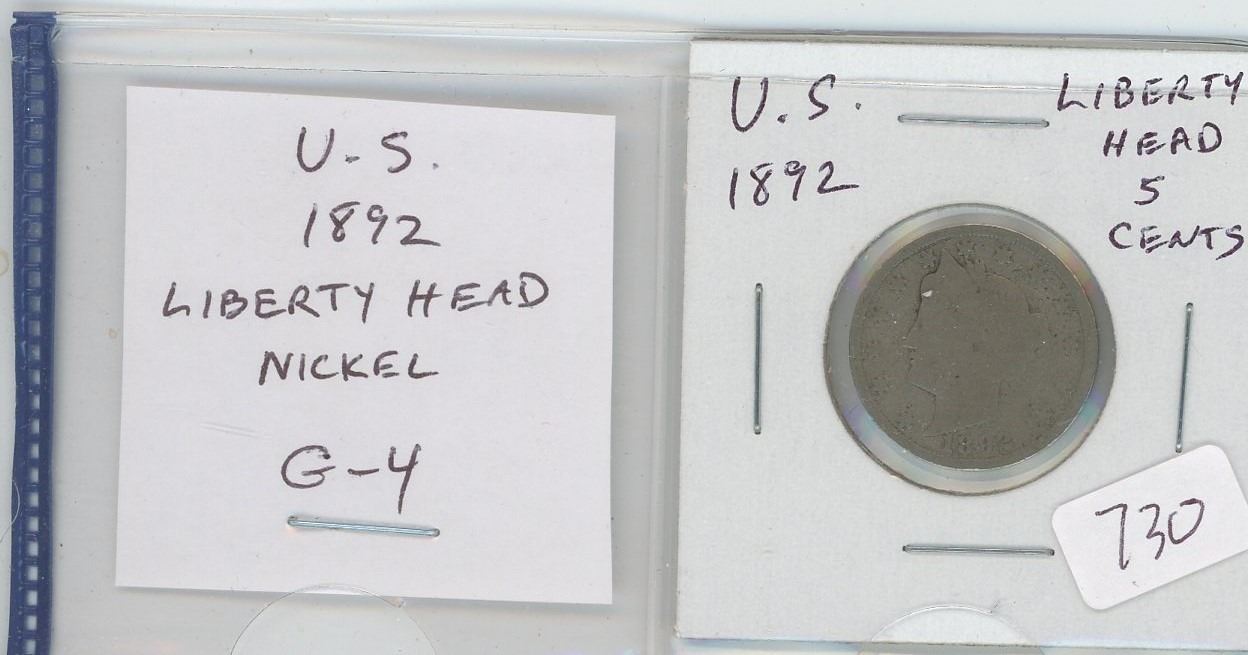 U.S.
1892
LIBERTY HEAD
NICKEL
G-4
U.S.
1892
LIBERTY
HEAD
5
CENTS
730